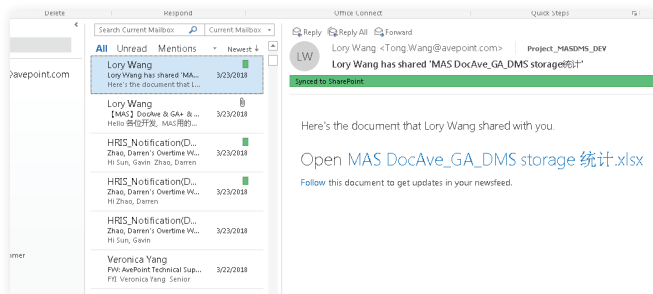 Delete
Respond
Office Connect
Quick Steps
@avepoint.com
mmer
Search Current Mailbox
Current Mailbox
All Unread Mentions
Newest
Lory Wang
Lory Wang has shared 'MA...
3/23/2018
Here's the document that L...
Lory Wang
【MAS】DocAve & GA+ & ...
3/23/2018
Hello 各位开发, MAS用的...
HRIS_Notification(D...
Zhao, Darren's Overtime W...
3/23/2018
Hi Sun, Gavin Zhao, Darren
HRIS_Notification(D...
Zhao, Darren's Overtime W...
3/23/2018
Hi Zhao, Darren
HRIS_Notification(D...
Zhao, Darren's Overtime W...
3/23/2018
Hi Sun, Gavin
Veronica Yang
FW: AvePoint Technical Sup...
3/22/2018
FYI Veronica Yang Senior
Reply Reply All Forward
LW
Lory Wang <Tong.Wang@avepoint.com>
Project_MASDMS_DEV
Lory Wang has shared 'MAS DocAve_GA_DMS storage统计'
Synced to SharePoint
Here's the document that Lory Wang shared with you.
Open MAS DocAve_GA_DMS storage 统计.xlsx
Follow this document to get updates in your newsfeed.